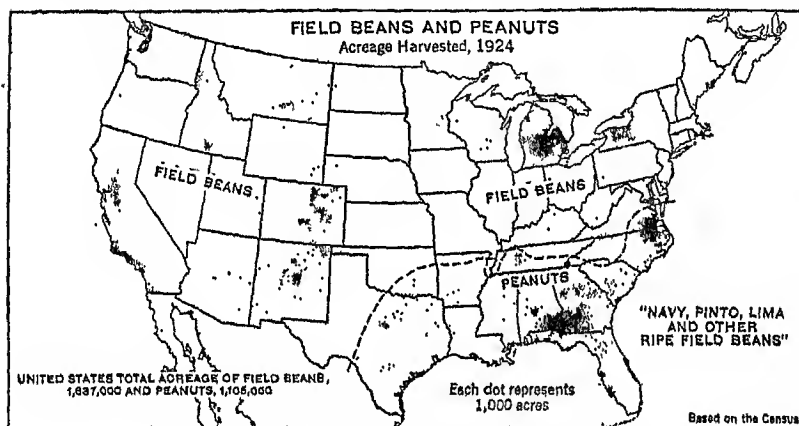 FIELD BEANS AND PEANUTS
Acreage Harvested, 1924
FIELD BEANS
FIELD BEANS
PEANUTS
"NAVY, PINTO, LIMA
AND OTHER
RIPE FIELD BEANS"
UNITED STATES TOTAL ACREAGE OF FIELD BEANS,
1,637,000 AND PEANUTS, 1,105,000
Each dot represents
1,000 acres
Based on the Census